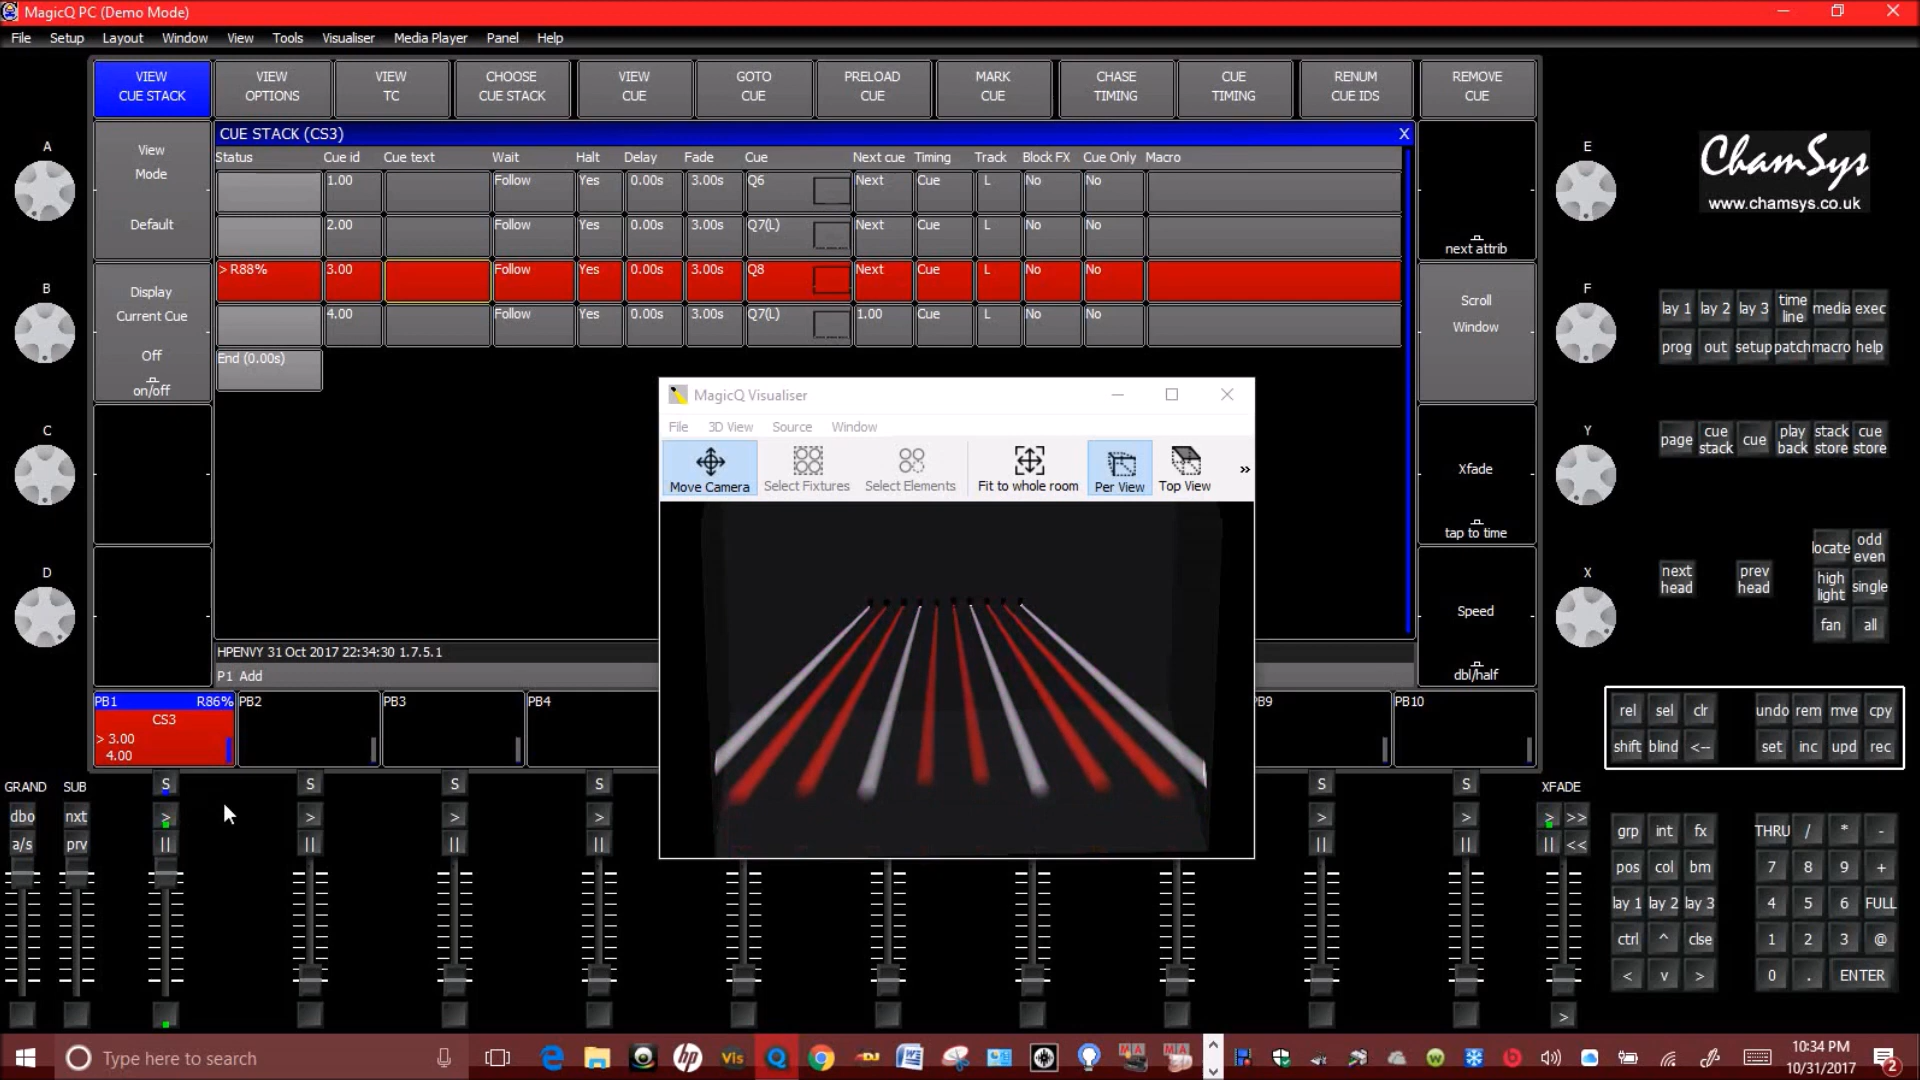 MagicQ PC (Demo Mode)
File Setup Layout Window View Tools Visualiser Media Player Panel Help
VIEW CUE STACK
VIEW OPTIONS
VIEW TC
CHOOSE CUE STACK
VIEW CUE
GOTO CUE
PRELOAD CUE
MARK CUE
CHASE TIMING
CUE TIMING
RENUM CUE IDS
REMOVE CUE
CUE STACK (CS3) X
Status Cue id Cue text Wait Halt Delay Fade Cue Next cue Timing Track Block FX Cue Only Macro
1.00 Follow Yes 0.00s 3.00s Q6 Next Cue L No No
2.00 Follow Yes 0.00s 3.00s Q7(L) Next Cue L No No
> R88% 3.00 Follow Yes 0.00s 3.00s Q8 Next Cue L No No
4.00 Follow Yes 0.00s 3.00s Q7(L) 1.00 Cue L No No
End (0.00s)
A
B
C
D
View
Mode
Default
Display
Current Cue
Off
on/off
next attrib
Scroll
Window
Xfade
tap to time
Speed
dbl/half
E
F
Y
X
ChamSys
www.chamsys.co.uk
MagicQ Visualiser
File 3D View Source Window
Move Camera Select Fixtures Select Elements Fit to whole room Per View Top View »
HPENVY 31 Oct 2017 22:34:30 1.7.5.1
P1 Add
PB1 R86%
CS3
> 3.00
4.00
PB2
PB3
PB4
PB9
PB10
lay 1 lay 2 lay 3 time line media exec
prog out setup patch macro help
page cue stack cue play back stack store cue store
next head prev head
locate odd even
high light single
fan all
rel sel clr undo rem mve cpy
shift blind <-- set inc upd rec
GRAND SUB
dbo nxt
a/s prv
S S S S S S
> > > > > >
|| || || || || ||
XFADE
> >>
|| <<
>
grp int fx THRU / * -
pos col bm 7 8 9 +
lay 1 lay 2 lay 3 4 5 6 FULL
ctrl ^ clse 1 2 3 @
< v > 0 . ENTER
Type here to search
hp
Vis
10:34 PM
10/31/2017
2